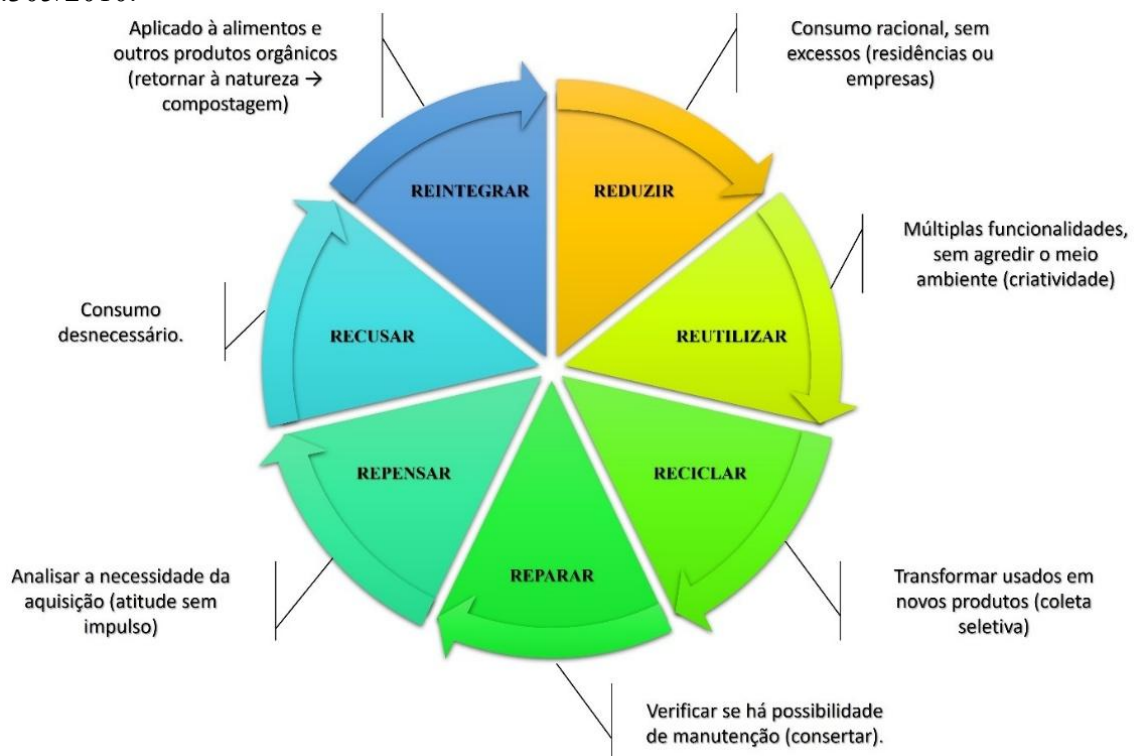 Aplicado à alimentos e
outros produtos orgânicos
(retornar à natureza →
compostagem)
Consumo racional, sem
excessos (residências ou
empresas)
REINTEGRAR
REDUZIR
Múltiplas funcionalidades,
sem agredir o meio
ambiente (criatividade)
Consumo
desnecessário.
RECUSAR
REUTILIZAR
REPENSAR
RECICLAR
Analisar a necessidade da
aquisição (atitude sem
impulso)
REPARAR
Transformar usados em
novos produtos (coleta
seletiva)
Verificar se há possibilidade
de manutenção (consertar).